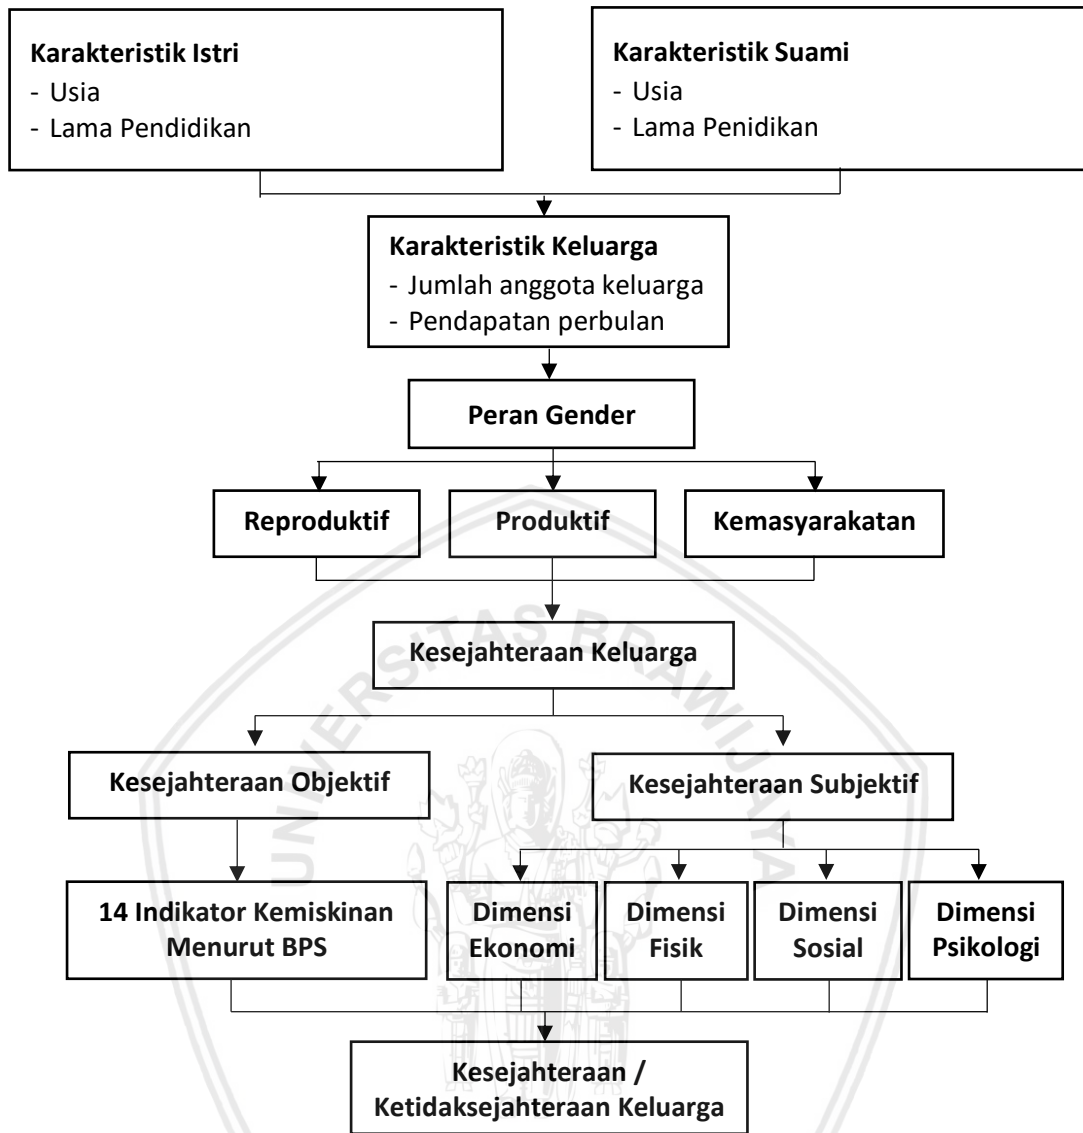 Karakteristik Istri
- Usia
- Lama Pendidikan
Karakteristik Suami
- Usia
- Lama Penidikan
Karakteristik Keluarga
- Jumlah anggota keluarga
- Pendapatan perbulan
Peran Gender
Reproduktif
Produktif
Kemasyarakatan
UNIVERSITAS BRAWIJAYA
Kesejahteraan Keluarga
Kesejahteraan Objektif
Kesejahteraan Subjektif
14 Indikator Kemiskinan
Menurut BPS
Dimensi
Ekonomi
Dimensi
Fisik
Dimensi
Sosial
Dimensi
Psikologi
Kesejahteraan /
Ketidaksejahteraan Keluarga